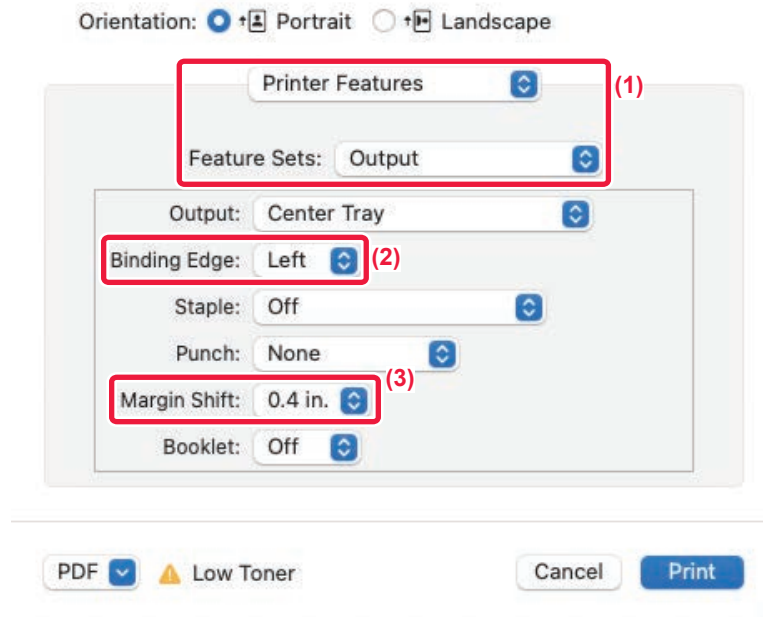 Orientation: Portrait Landscape
Printer Features (1)
Feature Sets: Output
Output: Center Tray
Binding Edge: Left (2)
Staple: Off
Punch: None
(3)
Margin Shift: 0.4 in.
Booklet: Off
PDF Low Toner Cancel Print